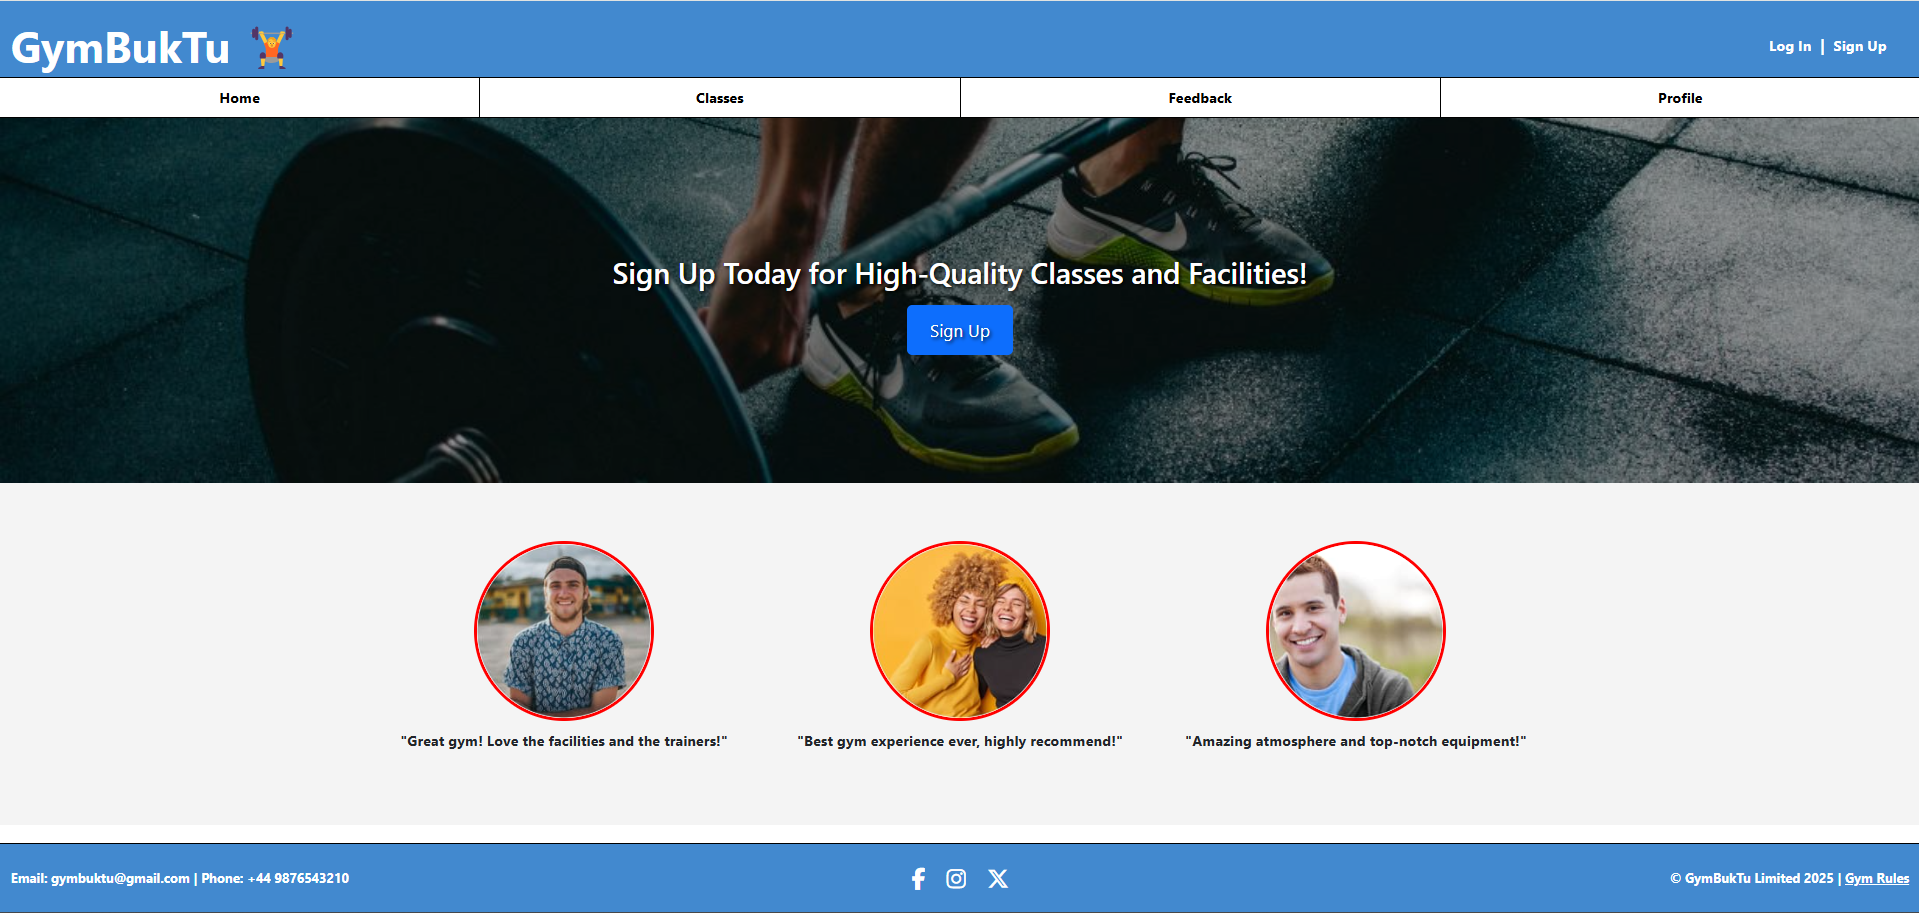 GymBukTu
Log In | Sign Up
Home
Classes
Feedback
Profile
Sign Up Today for High-Quality Classes and Facilities!
Sign Up
"Great gym! Love the facilities and the trainers!"
"Best gym experience ever, highly recommend!"
"Amazing atmosphere and top-notch equipment!"
Email: gymbuktu@gmail.com | Phone: +44 9876543210
© GymBukTu Limited 2025 | Gym Rules